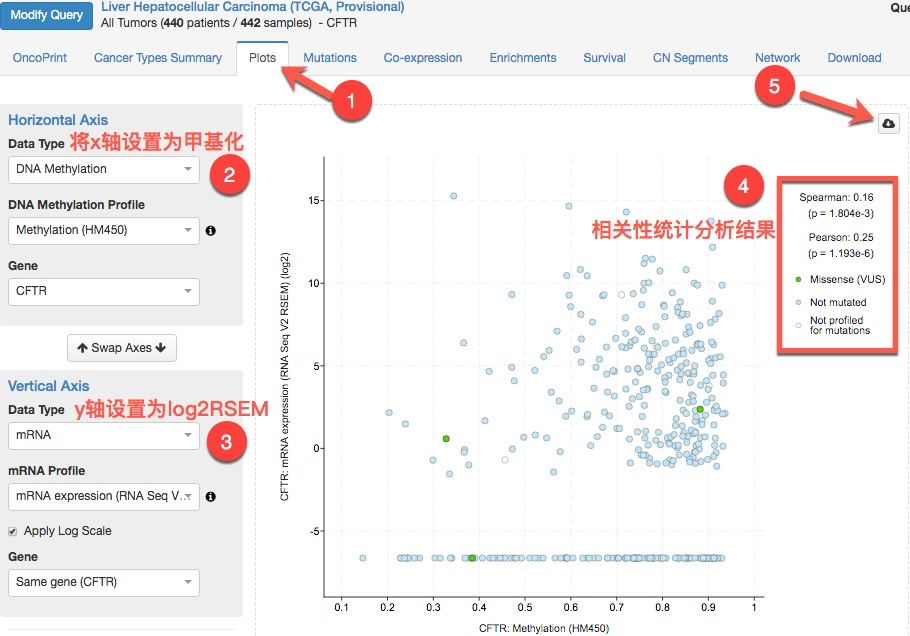 Modify Query
Liver Hepatocellular Carcinoma (TCGA, Provisional)
All Tumors (440 patients / 442 samples) - CFTR
OncoPrint
Cancer Types Summary
Plots
Mutations
Co-expression
Enrichments
Survival
CN Segments
Network
Download
1
5
Horizontal Axis
Data Type
将x轴设置为甲基化
DNA Methylation
2
DNA Methylation Profile
Methylation (HM450)
Gene
CFTR
Swap Axes
Vertical Axis
Data Type
y轴设置为log2RSEM
mRNA
3
mRNA Profile
mRNA expression (RNA Seq V...
Apply Log Scale
Gene
Same gene (CFTR)
CFTR: mRNA expression (RNA Seq V2 RSEM) (log2)
15
10
5
0
-5
0.1
0.2
0.3
0.4
0.5
0.6
0.7
0.8
0.9
1
CFTR: Methylation (HM450)
4
相关性统计分析结果
Spearman: 0.16
(p = 1.804e-3)
Pearson: 0.25
(p = 1.193e-6)
Missense (VUS)
Not mutated
Not profiled
for mutations